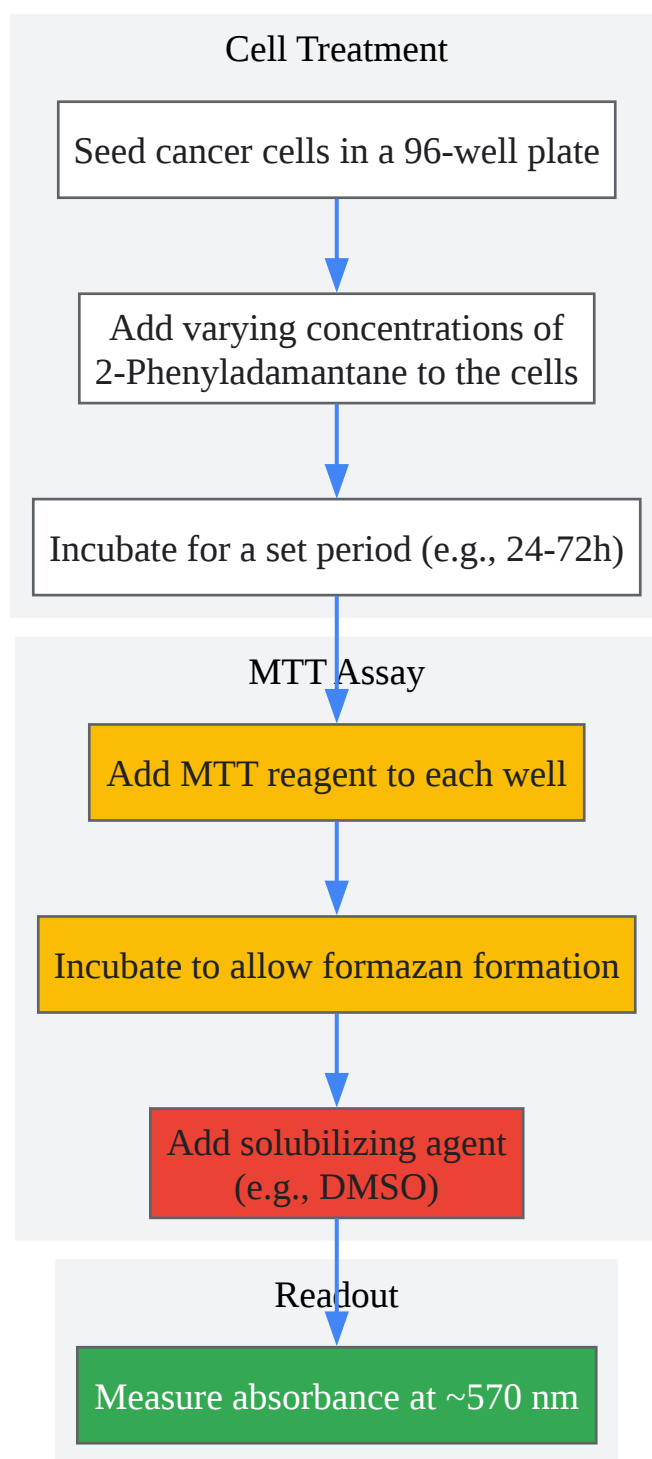 Cell Treatment
Seed cancer cells in a 96-well plate
Add varying concentrations of
2-Phenyladamantane to the cells
Incubate for a set period (e.g., 24-72h)
MTT Assay
Add MTT reagent to each well
Incubate to allow formazan formation
Add solubilizing agent
(e.g., DMSO)
Readout
Measure absorbance at ~570 nm